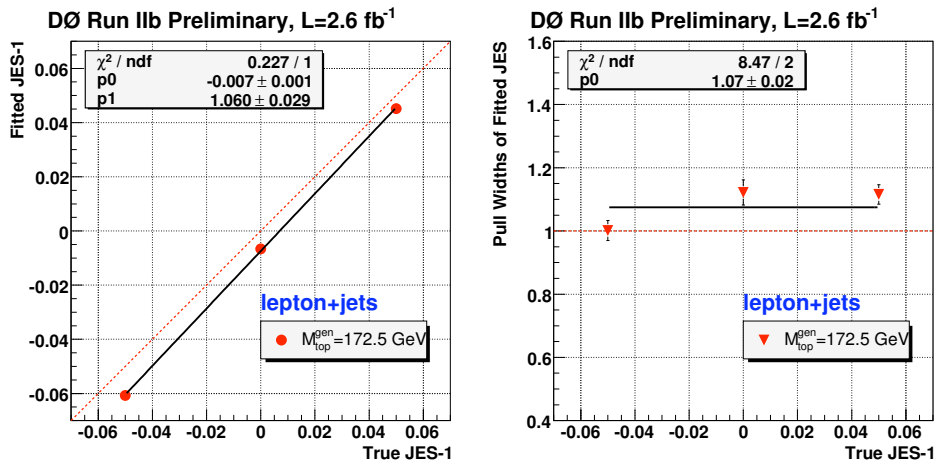 DØ Run IIb Preliminary, L=2.6 fb⁻¹
χ² / ndf 0.227 / 1
p0 -0.007 ± 0.001
p1 1.060 ± 0.029
Fitted JES-1
0.06
0.04
0.02
0
-0.02
-0.04
-0.06
lepton+jets
M_top^gen=172.5 GeV
-0.06 -0.04 -0.02 0 0.02 0.04 0.06
True JES-1
DØ Run IIb Preliminary, L=2.6 fb⁻¹
χ² / ndf 8.47 / 2
p0 1.07 ± 0.02
Pull Widths of Fitted JES
1.6
1.4
1.2
1
0.8
0.6
0.4
lepton+jets
M_top^gen=172.5 GeV
-0.06 -0.04 -0.02 0 0.02 0.04 0.06
True JES-1